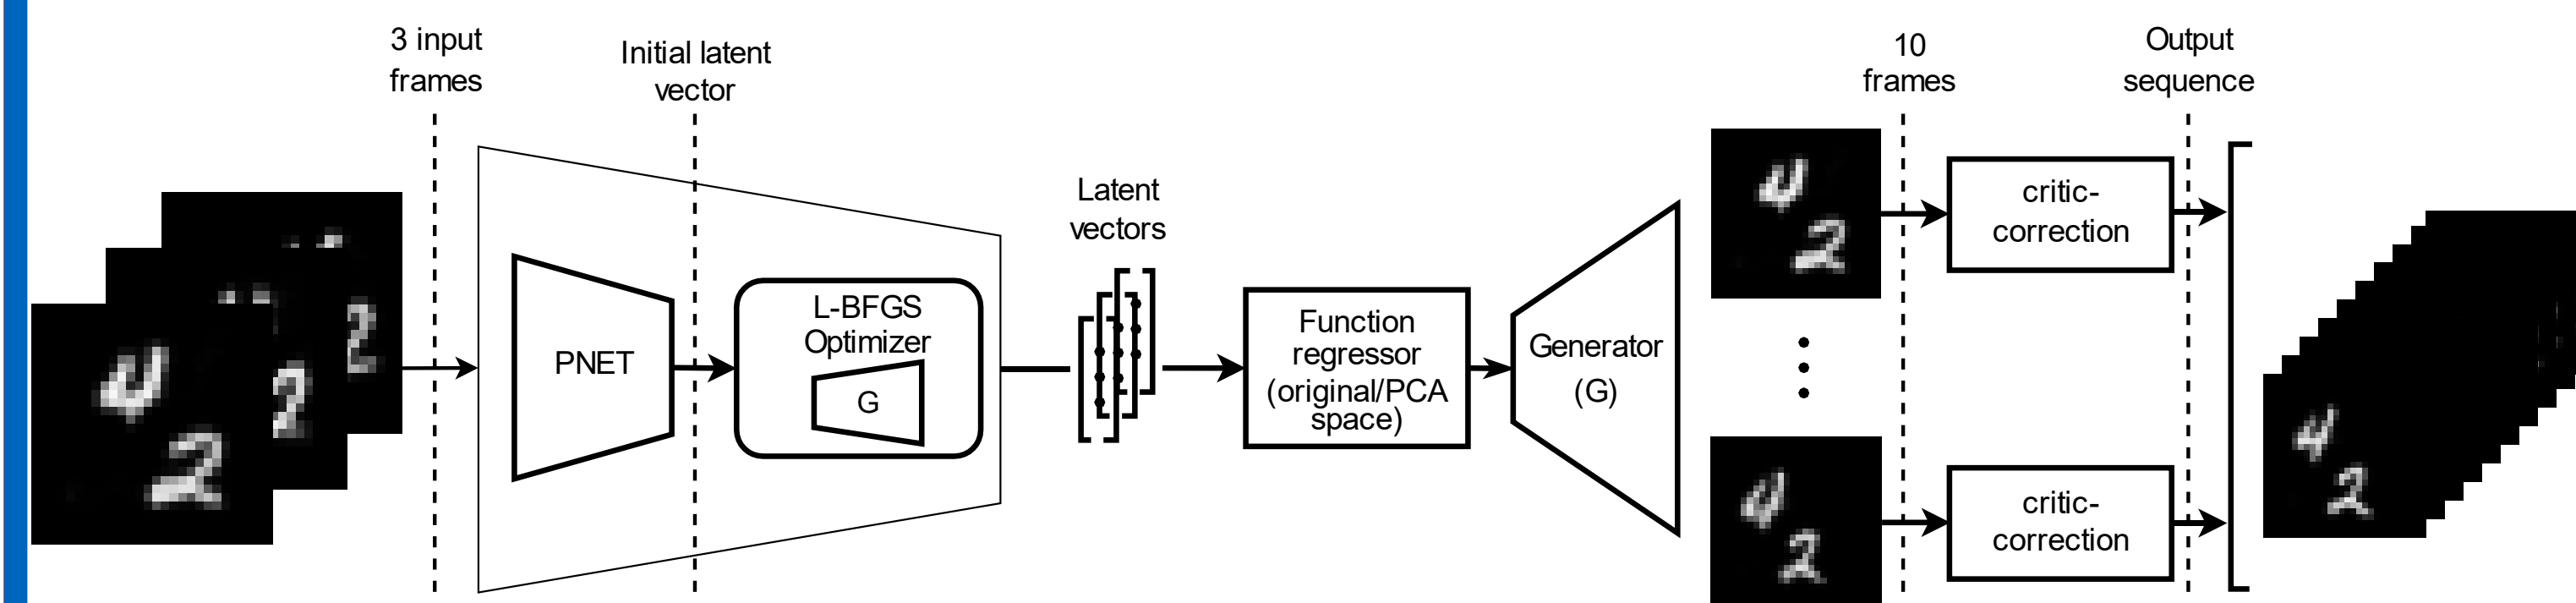 3 input
frames
Initial latent
vector
PNET
L-BFGS
Optimizer
G
Latent
vectors
Function
regressor
(original/PCA
space)
Generator
(G)
10
frames
critic-
correction
critic-
correction
Output
sequence